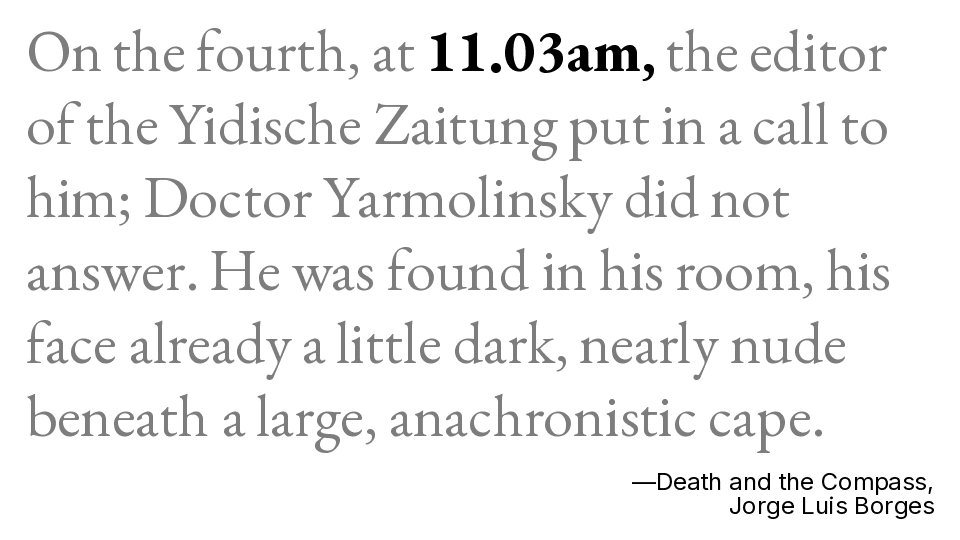 On the fourth, at 11.03am, the editor
of the Yidische Zaitung put in a call to
him; Doctor Yarmolinsky did not
answer. He was found in his room, his
face already a little dark, nearly nude
beneath a large, anachronistic cape.
—Death and the Compass,
Jorge Luis Borges